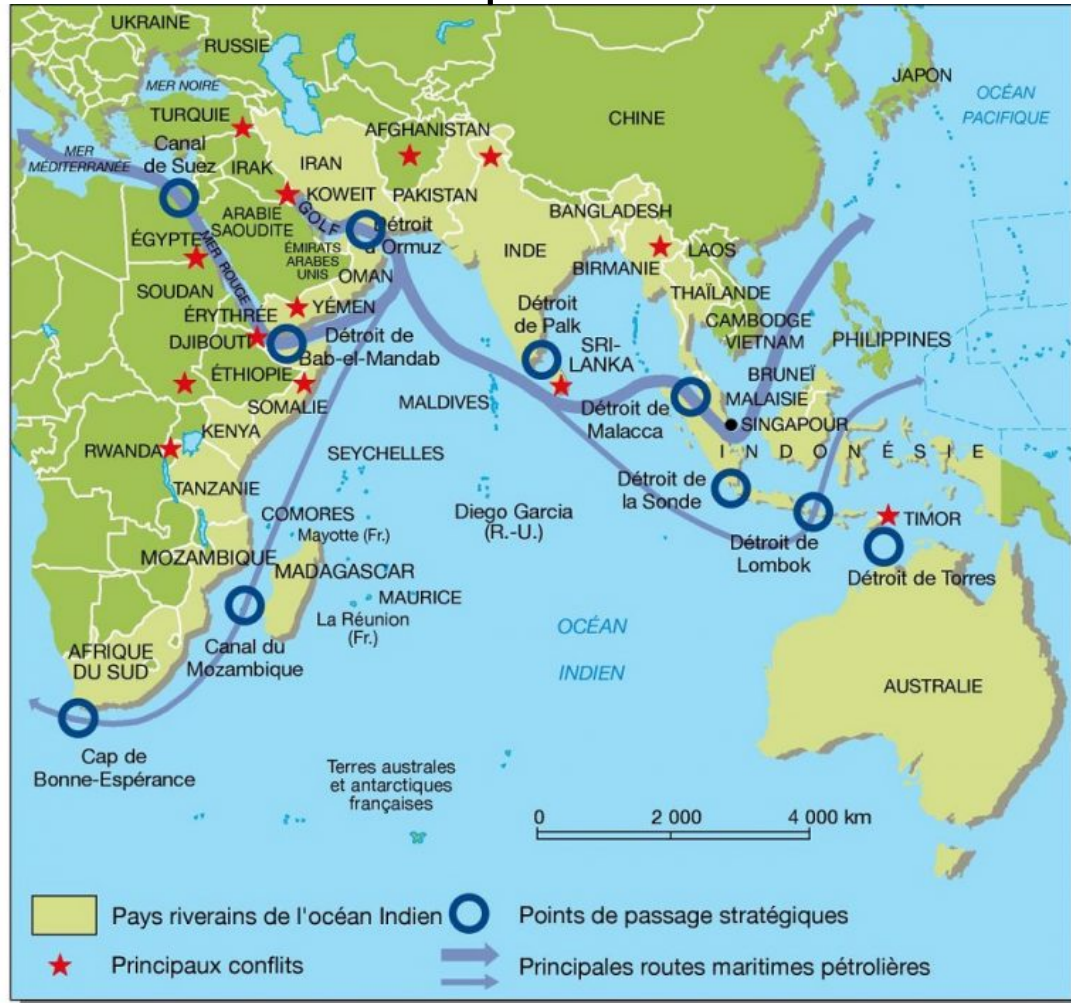 UKRAINE
RUSSIE
MER NOIRE
TURQUIE
MER
MÉDITERRANÉE
Canal
de Suez
IRAK
IRAN
AFGHANISTAN
CHINE
JAPON
OCÉAN
PACIFIQUE
KOWEIT
PAKISTAN
GOLF
Détroit
d'Ormuz
ARABIE
SAOUDITE
ÉGYPTE
MER ROUGE
ÉMIRATS
ARABES
UNIS
OMAN
BANGLADESH
INDE
BIRMANIE
LAOS
THAÏLANDE
SOUDAN
ÉRYTHRÉE
YÉMEN
DJIBOUTI
Détroit de
Bab-el-Mandab
ÉTHIOPIE
SOMALIE
Détroit
de Palk
SRI-
LANKA
CAMBODGE
VIETNAM
PHILIPPINES
BRUNEÏ
MALAISIE
MALDIVES
Détroit de
Malacca
SINGAPOUR
INDONÉSIE
KENYA
RWANDA
TANZANIE
SEYCHELLES
COMORES
Mayotte (Fr.)
Diego Garcia
(R.-U.)
Détroit de
la Sonde
Détroit de
Lombok
TIMOR
Détroit de Torres
MOZAMBIQUE
MADAGASCAR
MAURICE
La Réunion
(Fr.)
Canal du
Mozambique
OCÉAN
INDIEN
AFRIQUE
DU SUD
AUSTRALIE
Cap de
Bonne-Espérance
Terres australes
et antarctiques
françaises
0 2 000 4 000 km
Pays riverains de l'océan Indien
Points de passage stratégiques
Principaux conflits
Principales routes maritimes pétrolières